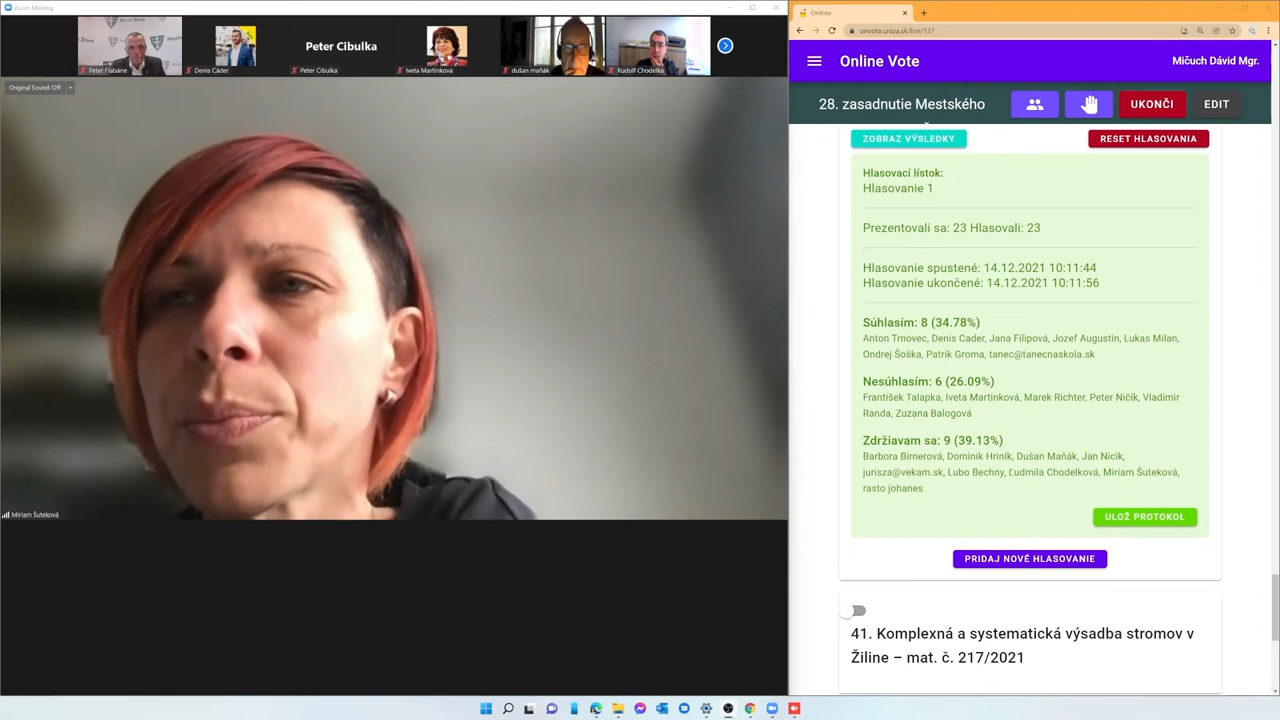 Zoom Meeting
Peter Fiabáne
Denis Cáder
Peter Cibulka
Peter Cibulka
Iveta Martinkova
dušan maňák
Rudolf Chodelka
Original Sound: Off
Miriam Šuteková
OnVote
onvote.uniza.sk/live/137
Online Vote
Mičuch Dávid Mgr.
28. zasadnutie Mestského
UKONČI
EDIT
ZOBRAZ VÝSLEDKY
RESET HLASOVANIA
Hlasovací lístok:
Hlasovanie 1
Prezentovali sa: 23 Hlasovali: 23
Hlasovanie spustené: 14.12.2021 10:11:44
Hlasovanie ukončené: 14.12.2021 10:11:56
Súhlasím: 8 (34.78%)
Anton Trnovec, Denis Cader, Jana Filipová, Jozef Augustín, Lukas Milan,
Ondrej Šoška, Patrik Groma, tanec@tanecnaskola.sk
Nesúhlasím: 6 (26.09%)
František Talapka, Iveta Martinková, Marek Richter, Peter Ničík, Vladimir
Randa, Zuzana Balogová
Zdržiavam sa: 9 (39.13%)
Barbora Birnerová, Dominik Hriník, Dušan Maňák, Jan Nicik,
jurisza@vekam.sk, Lubo Bechny, Ľudmila Chodelková, Miriam Šuteková,
rasto johanes
ULOŽ PROTOKOL
PRIDAJ NOVÉ HLASOVANIE
41. Komplexná a systematická výsadba stromov v
Žiline – mat. č. 217/2021